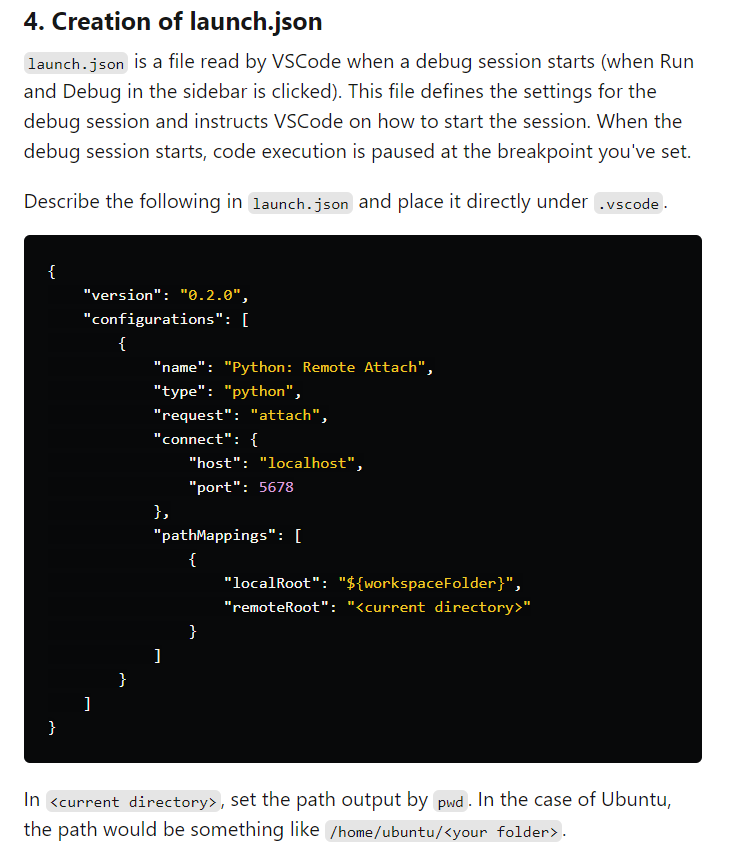 4. Creation of launch.json
launch.json is a file read by VSCode when a debug session starts (when Run
and Debug in the sidebar is clicked). This file defines the settings for the
debug session and instructs VSCode on how to start the session. When the
debug session starts, code execution is paused at the breakpoint you've set.
Describe the following in launch.json and place it directly under .vscode.
{
    "version": "0.2.0",
    "configurations": [
        {
            "name": "Python: Remote Attach",
            "type": "python",
            "request": "attach",
            "connect": {
                "host": "localhost",
                "port": 5678
            },
            "pathMappings": [
                {
                    "localRoot": "${workspaceFolder}",
                    "remoteRoot": "<current directory>"
                }
            ]
        }
    ]
}
In <current directory>, set the path output by pwd. In the case of Ubuntu,
the path would be something like /home/ubuntu/<your folder>.